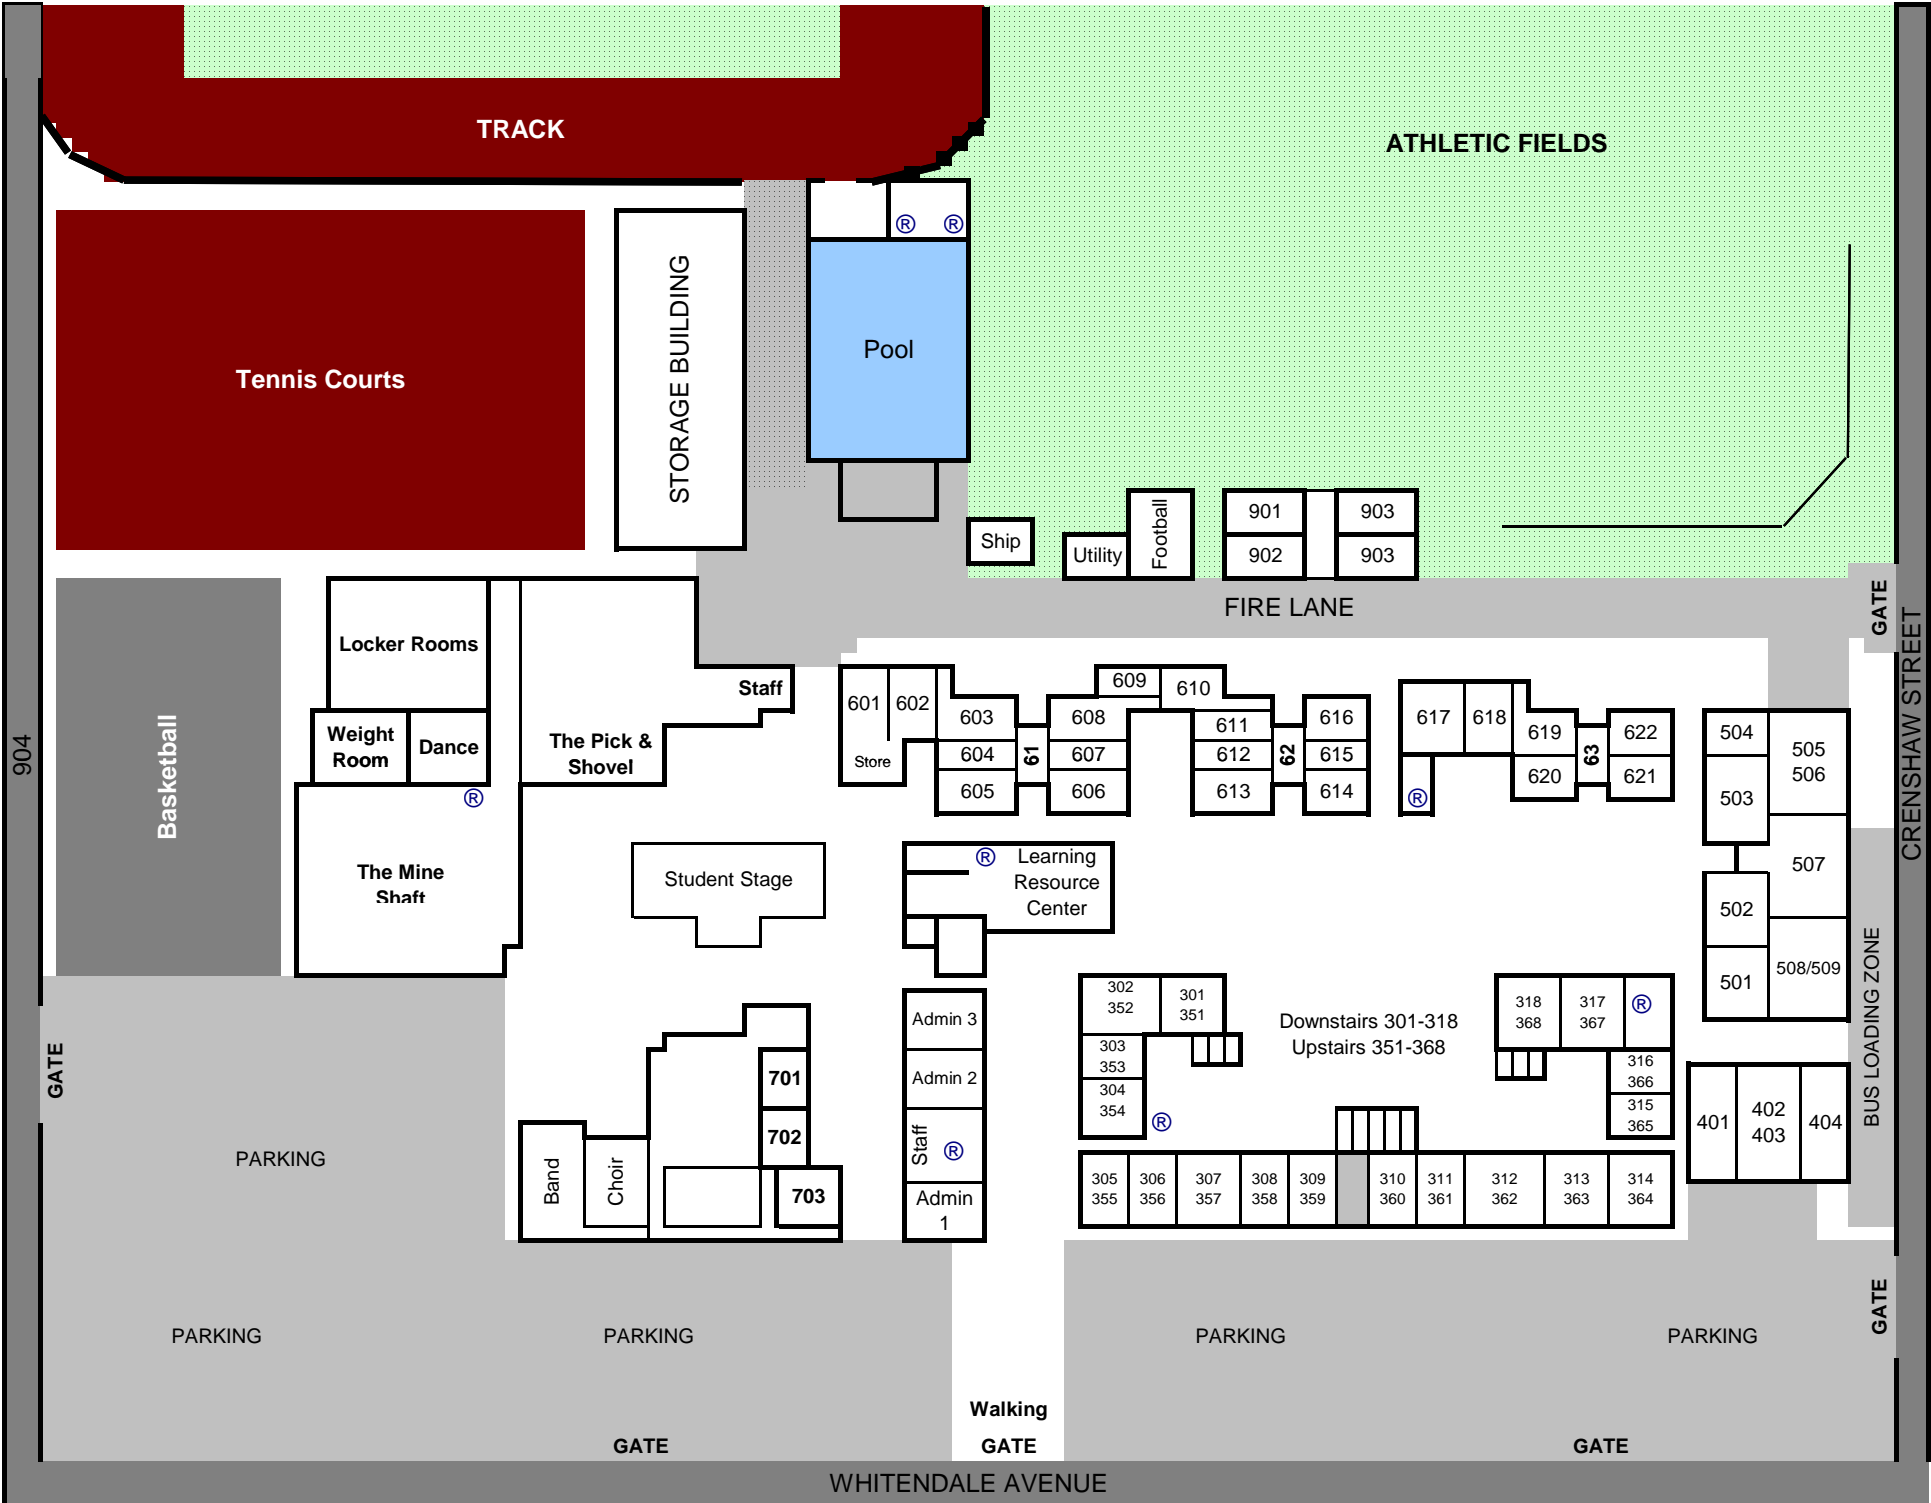 TRACK
ATHLETIC FIELDS
® ®
Tennis Courts
STORAGE BUILDING
Pool
Ship
Utility
Football
901
902
903
903
FIRE LANE
GATE
CRENSHAW STREET
904
Basketball
Locker Rooms
Weight
Room
Dance
®
The Mine
Shaft
The Pick &
Shovel
Staff
601
602
Store
603
604
605
61
608
607
606
609
610
611
612
613
62
616
615
614
617
618
®
619
620
63
622
621
504
503
505
506
507
502
501
508/509
BUS LOADING ZONE
Student Stage
®
Learning
Resource
Center
Admin 3
Admin 2
Staff
®
Admin
1
302
352
301
351
303
353
304
354
®
Downstairs 301-318
Upstairs 351-368
318
368
317
367
®
316
366
315
365
401
402
403
404
305
355
306
356
307
357
308
358
309
359
310
360
311
361
312
362
313
363
314
364
701
702
703
Band
Choir
GATE
PARKING
PARKING
PARKING
PARKING
PARKING
GATE
Walking
GATE
GATE
GATE
WHITENDALE AVENUE